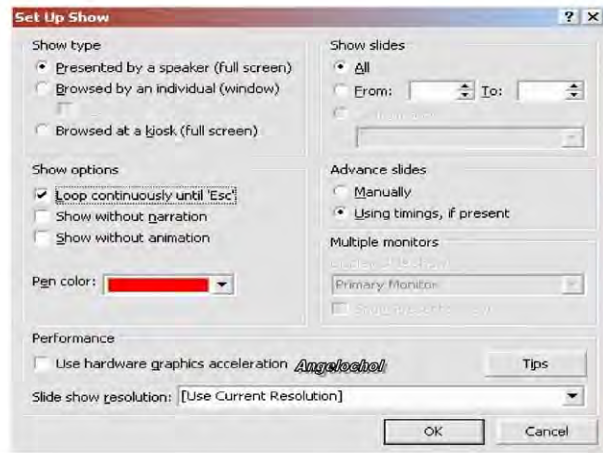 Set Up Show
Show type
Presented by a speaker (full screen)
Browsed by an individual (window)
Browsed at a kiosk (full screen)
Show slides
All
From: To:
Show options
Loop continuously until 'Esc'
Show without narration
Show without animation
Pen color:
Advance slides
Manually
Using timings, if present
Multiple monitors
Primary Monitor
Performance
Use hardware graphics acceleration Angelochol
Tips
Slide show resolution: [Use Current Resolution]
OK Cancel